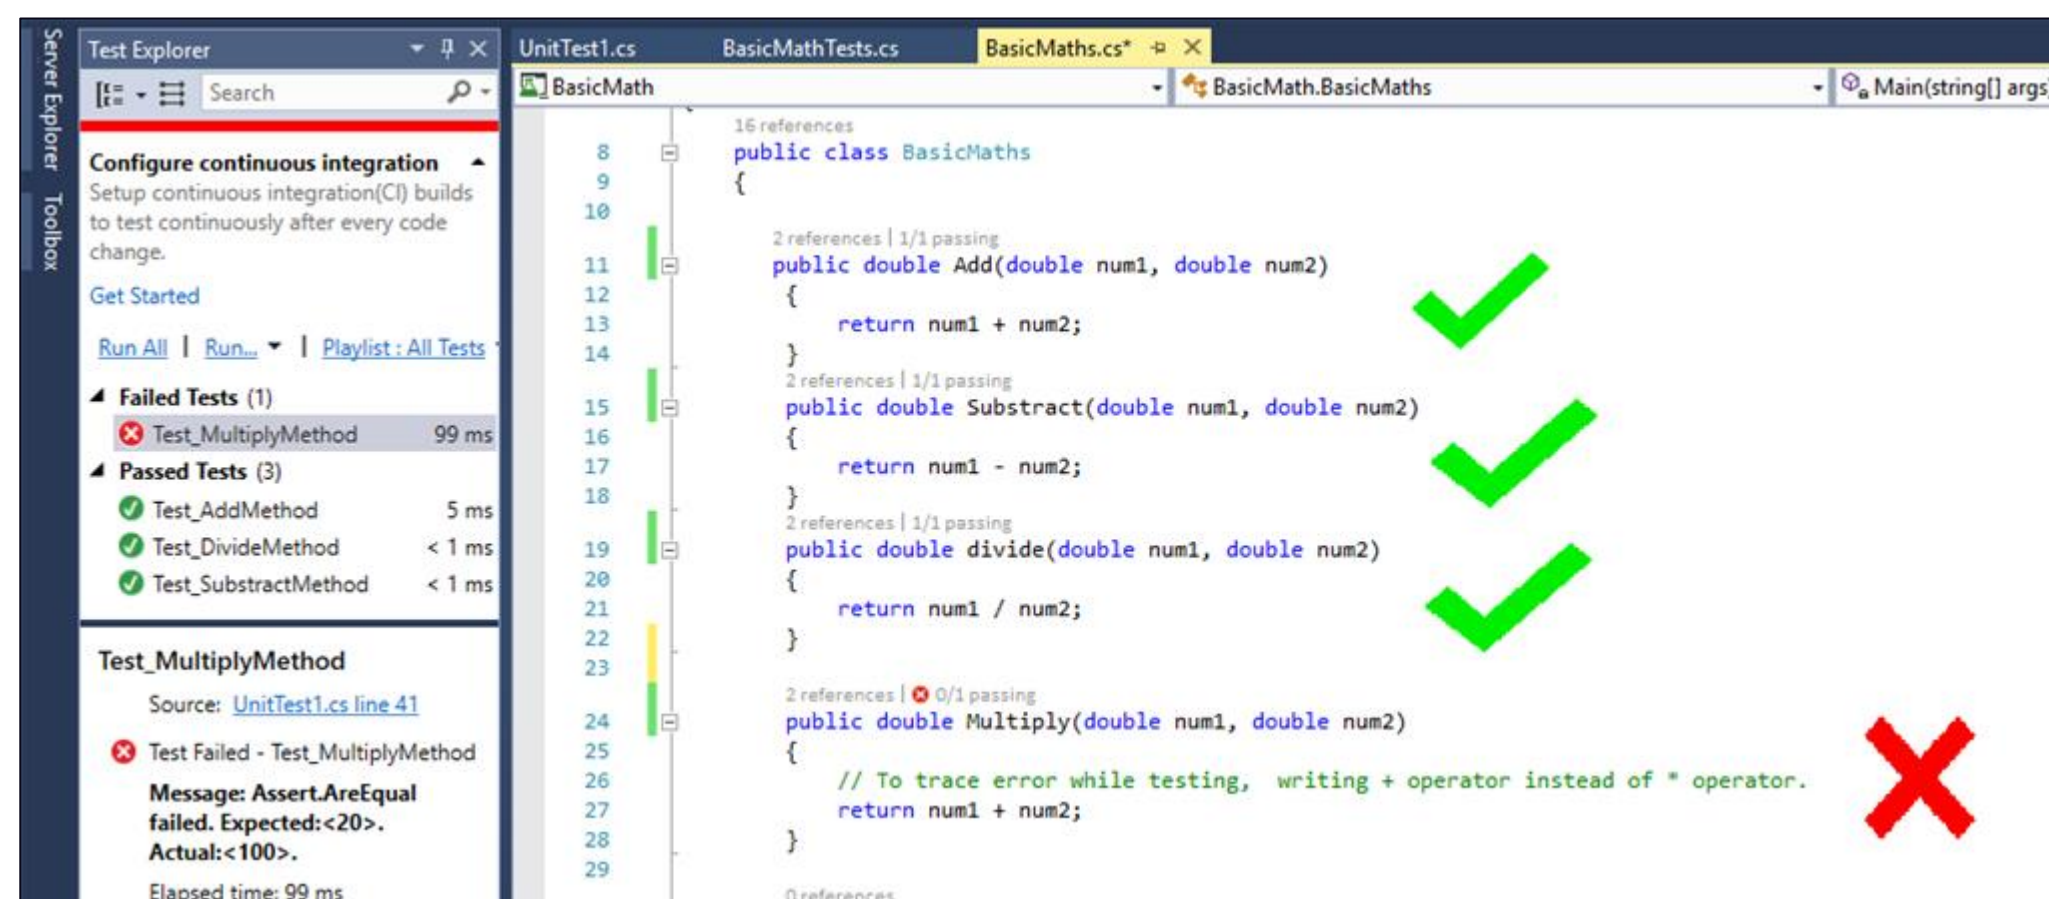 Server Explorer
Toolbox
Test Explorer
Search
Configure continuous integration
Setup continuous integration(CI) builds
to test continuously after every code
change.
Get Started
Run All | Run... | Playlist : All Tests
Failed Tests (1)
Test_MultiplyMethod 99 ms
Passed Tests (3)
Test_AddMethod 5 ms
Test_DivideMethod < 1 ms
Test_SubstractMethod < 1 ms
Test_MultiplyMethod
Source: UnitTest1.cs line 41
Test Failed - Test_MultiplyMethod
Message: Assert.AreEqual
failed. Expected:<20>.
Actual:<100>.
Elapsed time: 99 ms
UnitTest1.cs BasicMathTests.cs BasicMaths.cs*
BasicMath BasicMath.BasicMaths Main(string[] args)
16 references
8 public class BasicMaths
9 {
10
2 references | 1/1 passing
11 public double Add(double num1, double num2)
12 {
13 return num1 + num2;
14 }
2 references | 1/1 passing
15 public double Substract(double num1, double num2)
16 {
17 return num1 - num2;
18 }
2 references | 1/1 passing
19 public double divide(double num1, double num2)
20 {
21 return num1 / num2;
22 }
23
2 references | 0/1 passing
24 public double Multiply(double num1, double num2)
25 {
26 // To trace error while testing, writing + operator instead of * operator.
27 return num1 + num2;
28 }
29
0 references